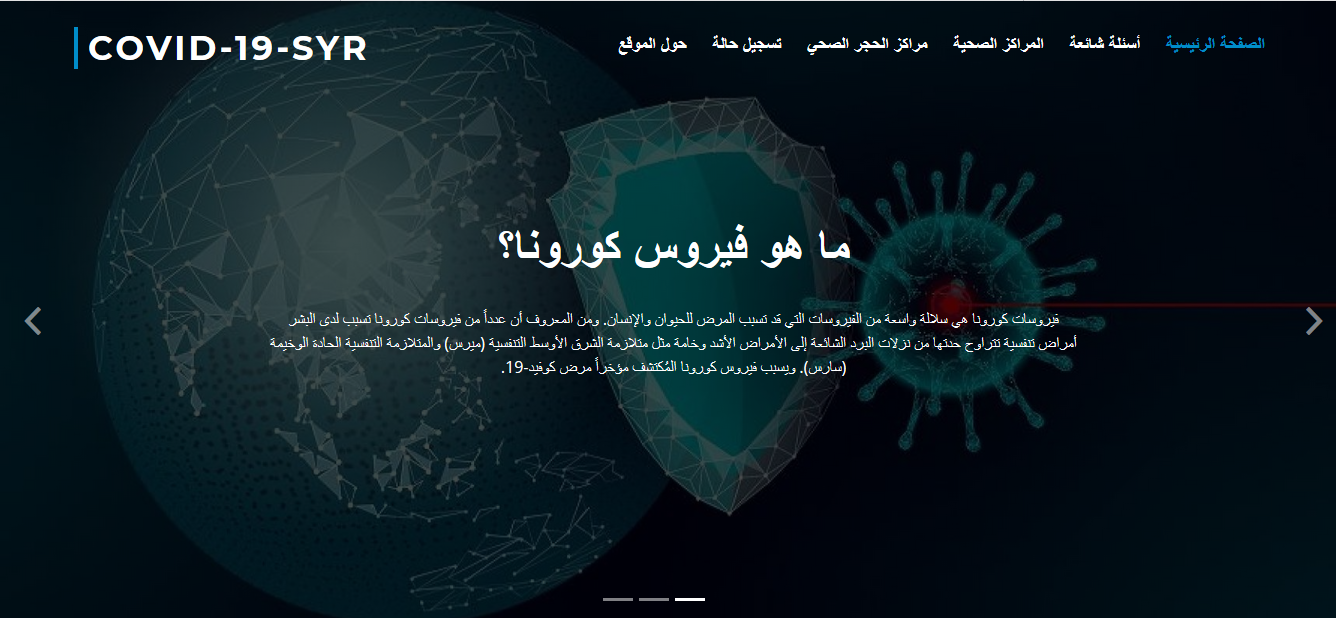 COVID-19-SYR
الصفحة الرئيسية أسئلة شائعة المراكز الصحية مراكز الحجر الصحي تسجيل حالة حول الموقع
ما هو فيروس كورونا؟
فيروسات كورونا هي سلالة واسعة من الفيروسات التي قد تسبب المرض للحيوان والإنسان. ومن المعروف أن عدداً من فيروسات كورونا تسبب لدى البشر
أمراض تنفسية تتراوح حدتها من نزلات البرد الشائعة إلى الأمراض الأشد وخامة مثل متلازمة الشرق الأوسط التنفسية (ميرس) والمتلازمة التنفسية الحادة الوخيمة
(سارس). ويسبب فيروس كورونا المُكتشف مؤخراً مرض كوفيد-19.